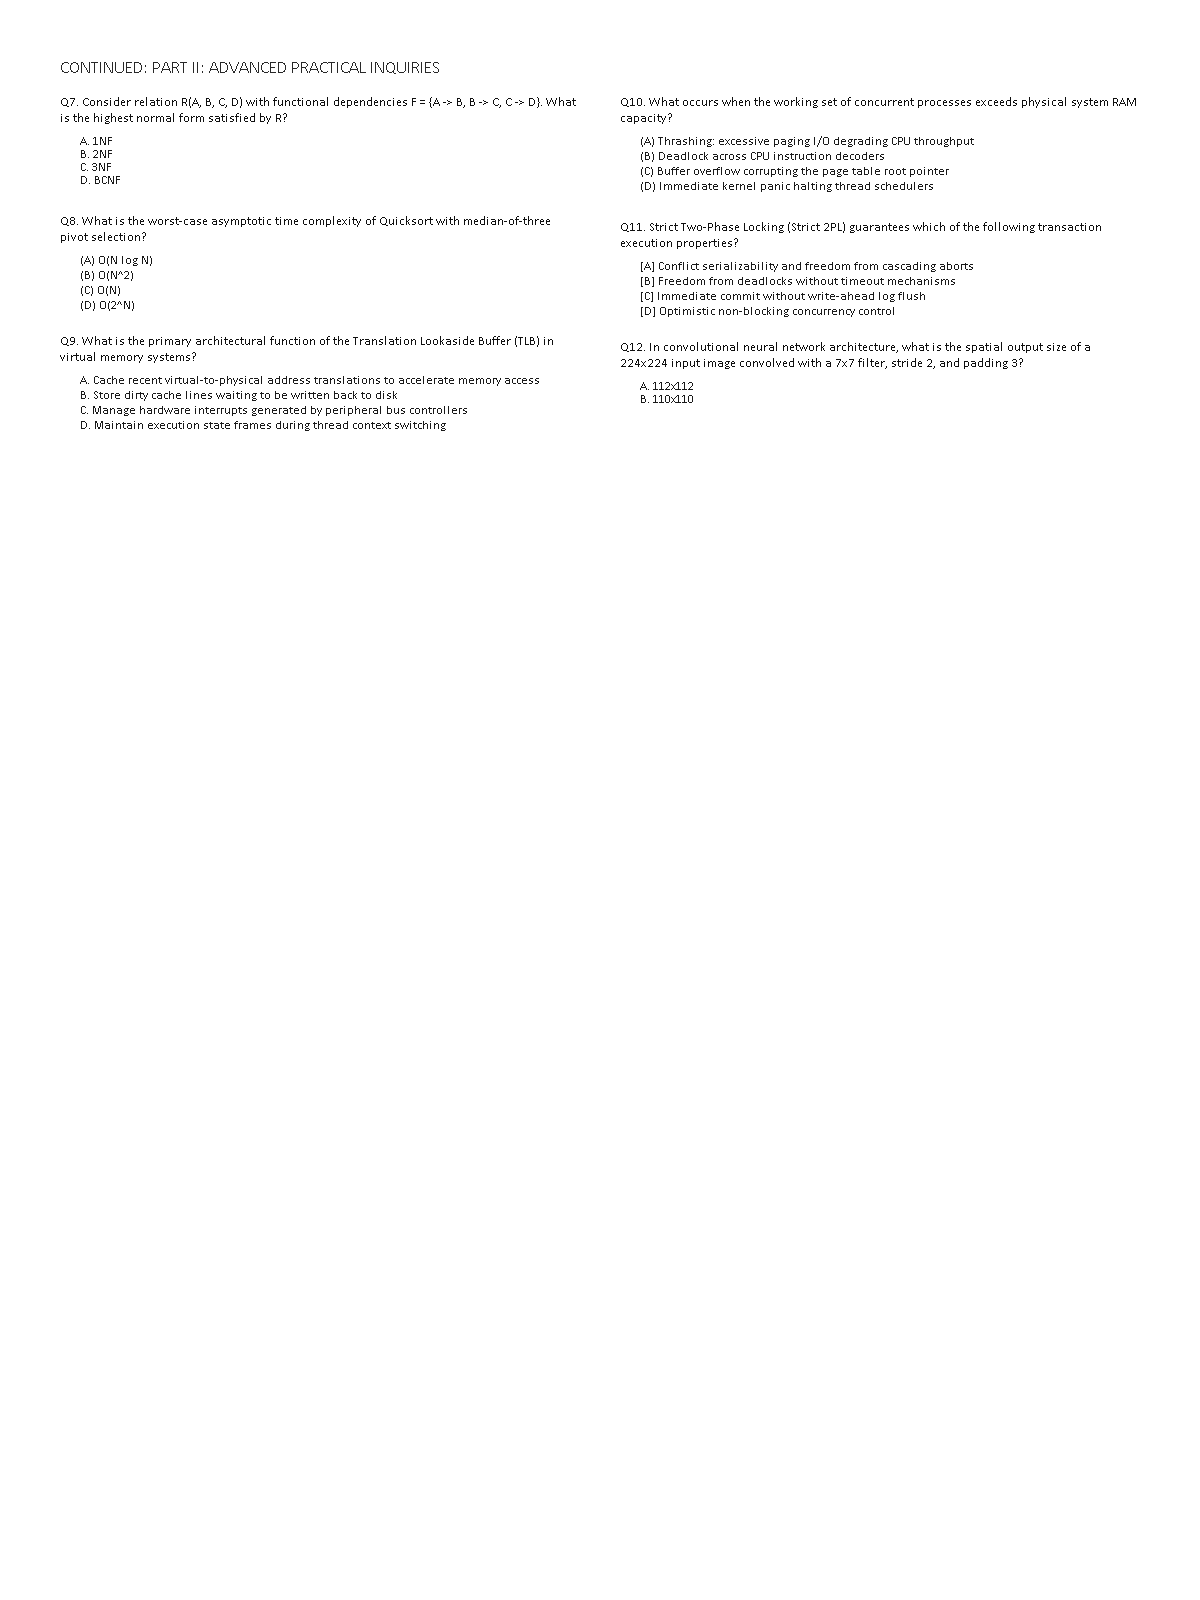 CONTINUED: PART II: ADVANCED PRACTICAL INQUIRIES
Q7. Consider relation R(A, B, C, D) with functional dependencies F = {A -> B, B -> C, C -> D}. What
is the highest normal form satisfied by R?
A. 1NF
B. 2NF
C. 3NF
D. BCNF
Q8. What is the worst-case asymptotic time complexity of Quicksort with median-of-three
pivot selection?
(A) O(N log N)
(B) O(N^2)
(C) O(N)
(D) O(2^N)
Q9. What is the primary architectural function of the Translation Lookaside Buffer (TLB) in
virtual memory systems?
A. Cache recent virtual-to-physical address translations to accelerate memory access
B. Store dirty cache lines waiting to be written back to disk
C. Manage hardware interrupts generated by peripheral bus controllers
D. Maintain execution state frames during thread context switching
Q10. What occurs when the working set of concurrent processes exceeds physical system RAM
capacity?
(A) Thrashing: excessive paging I/O degrading CPU throughput
(B) Deadlock across CPU instruction decoders
(C) Buffer overflow corrupting the page table root pointer
(D) Immediate kernel panic halting thread schedulers
Q11. Strict Two-Phase Locking (Strict 2PL) guarantees which of the following transaction
execution properties?
[A] Conflict serializability and freedom from cascading aborts
[B] Freedom from deadlocks without timeout mechanisms
[C] Immediate commit without write-ahead log flush
[D] Optimistic non-blocking concurrency control
Q12. In convolutional neural network architecture, what is the spatial output size of a
224x224 input image convolved with a 7x7 filter, stride 2, and padding 3?
A. 112x112
B. 110x110